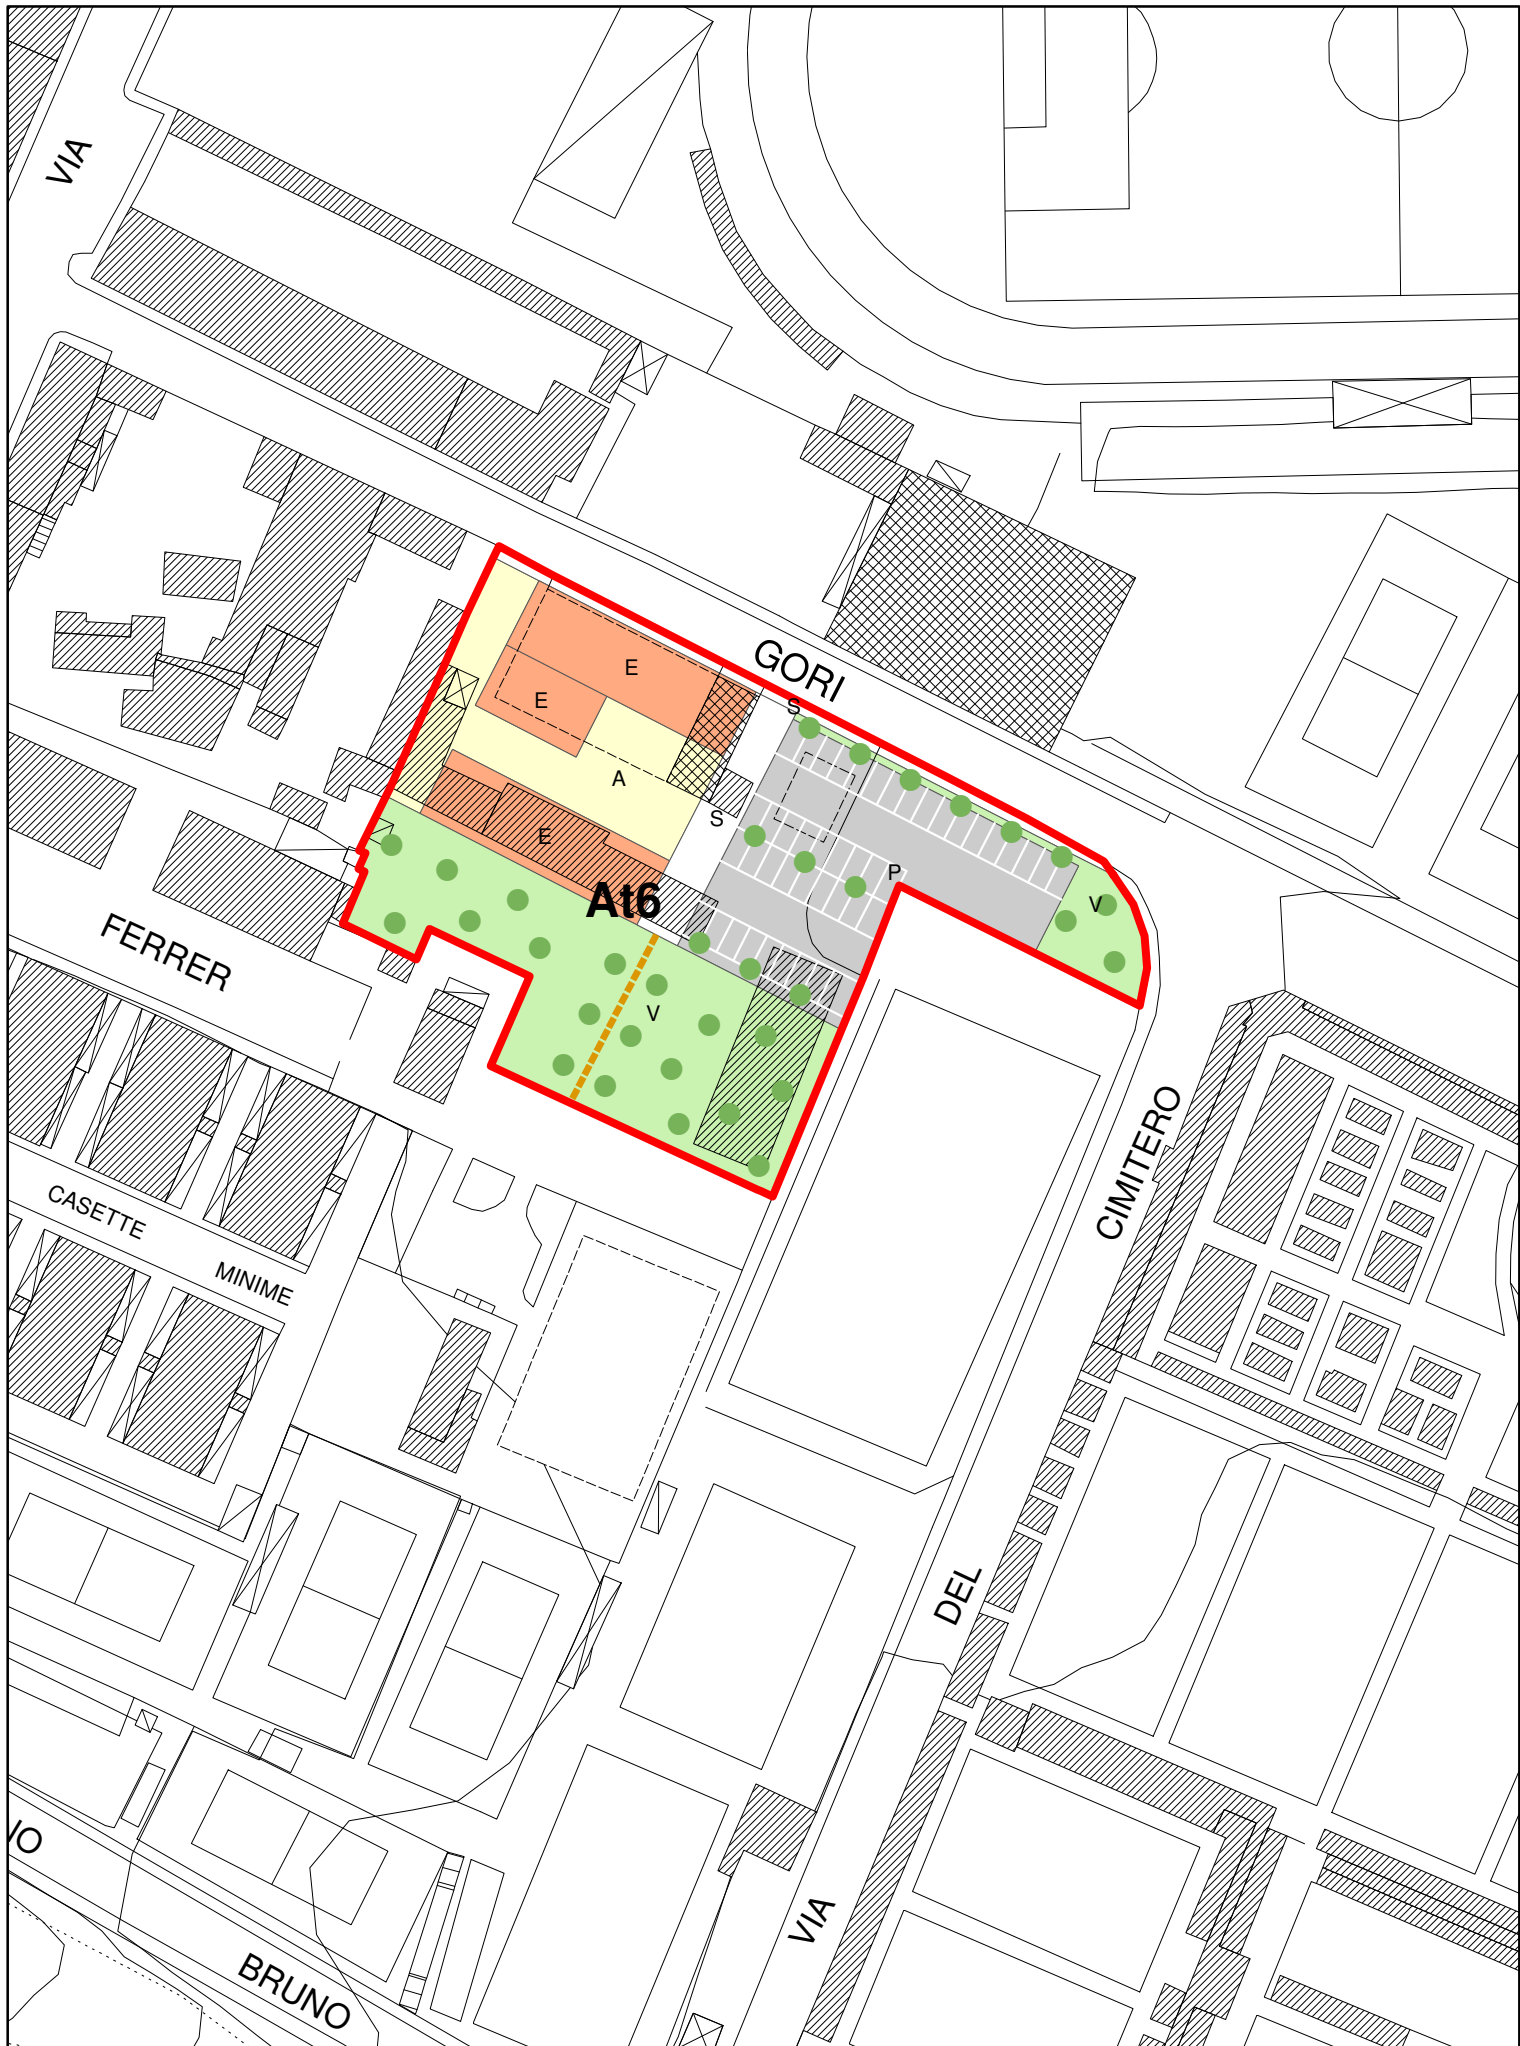 VIA
GORI
E
E
S
A
S
E
P
At6
V
FERRER
V
CIMITERO
CASETTE
MINIME
DEL
VIA
BRUNO